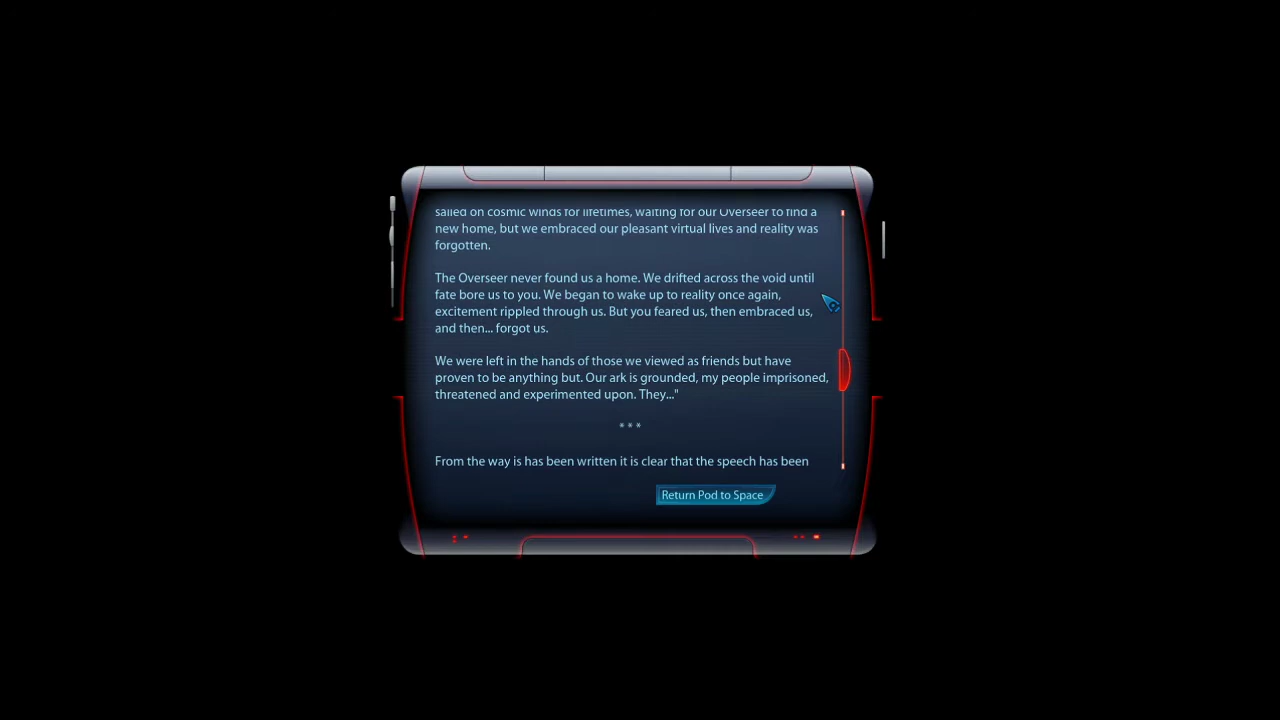 sailed on cosmic winds for lifetimes, waiting for our Overseer to find a
new home, but we embraced our pleasant virtual lives and reality was
forgotten.
The Overseer never found us a home. We drifted across the void until
fate bore us to you. We began to wake up to reality once again,
excitement rippled through us. But you feared us, then embraced us,
and then... forgot us.
We were left in the hands of those we viewed as friends but have
proven to be anything but. Our ark is grounded, my people imprisoned,
threatened and experimented upon. They..."
* * *
From the way is has been written it is clear that the speech has been
Return Pod to Space